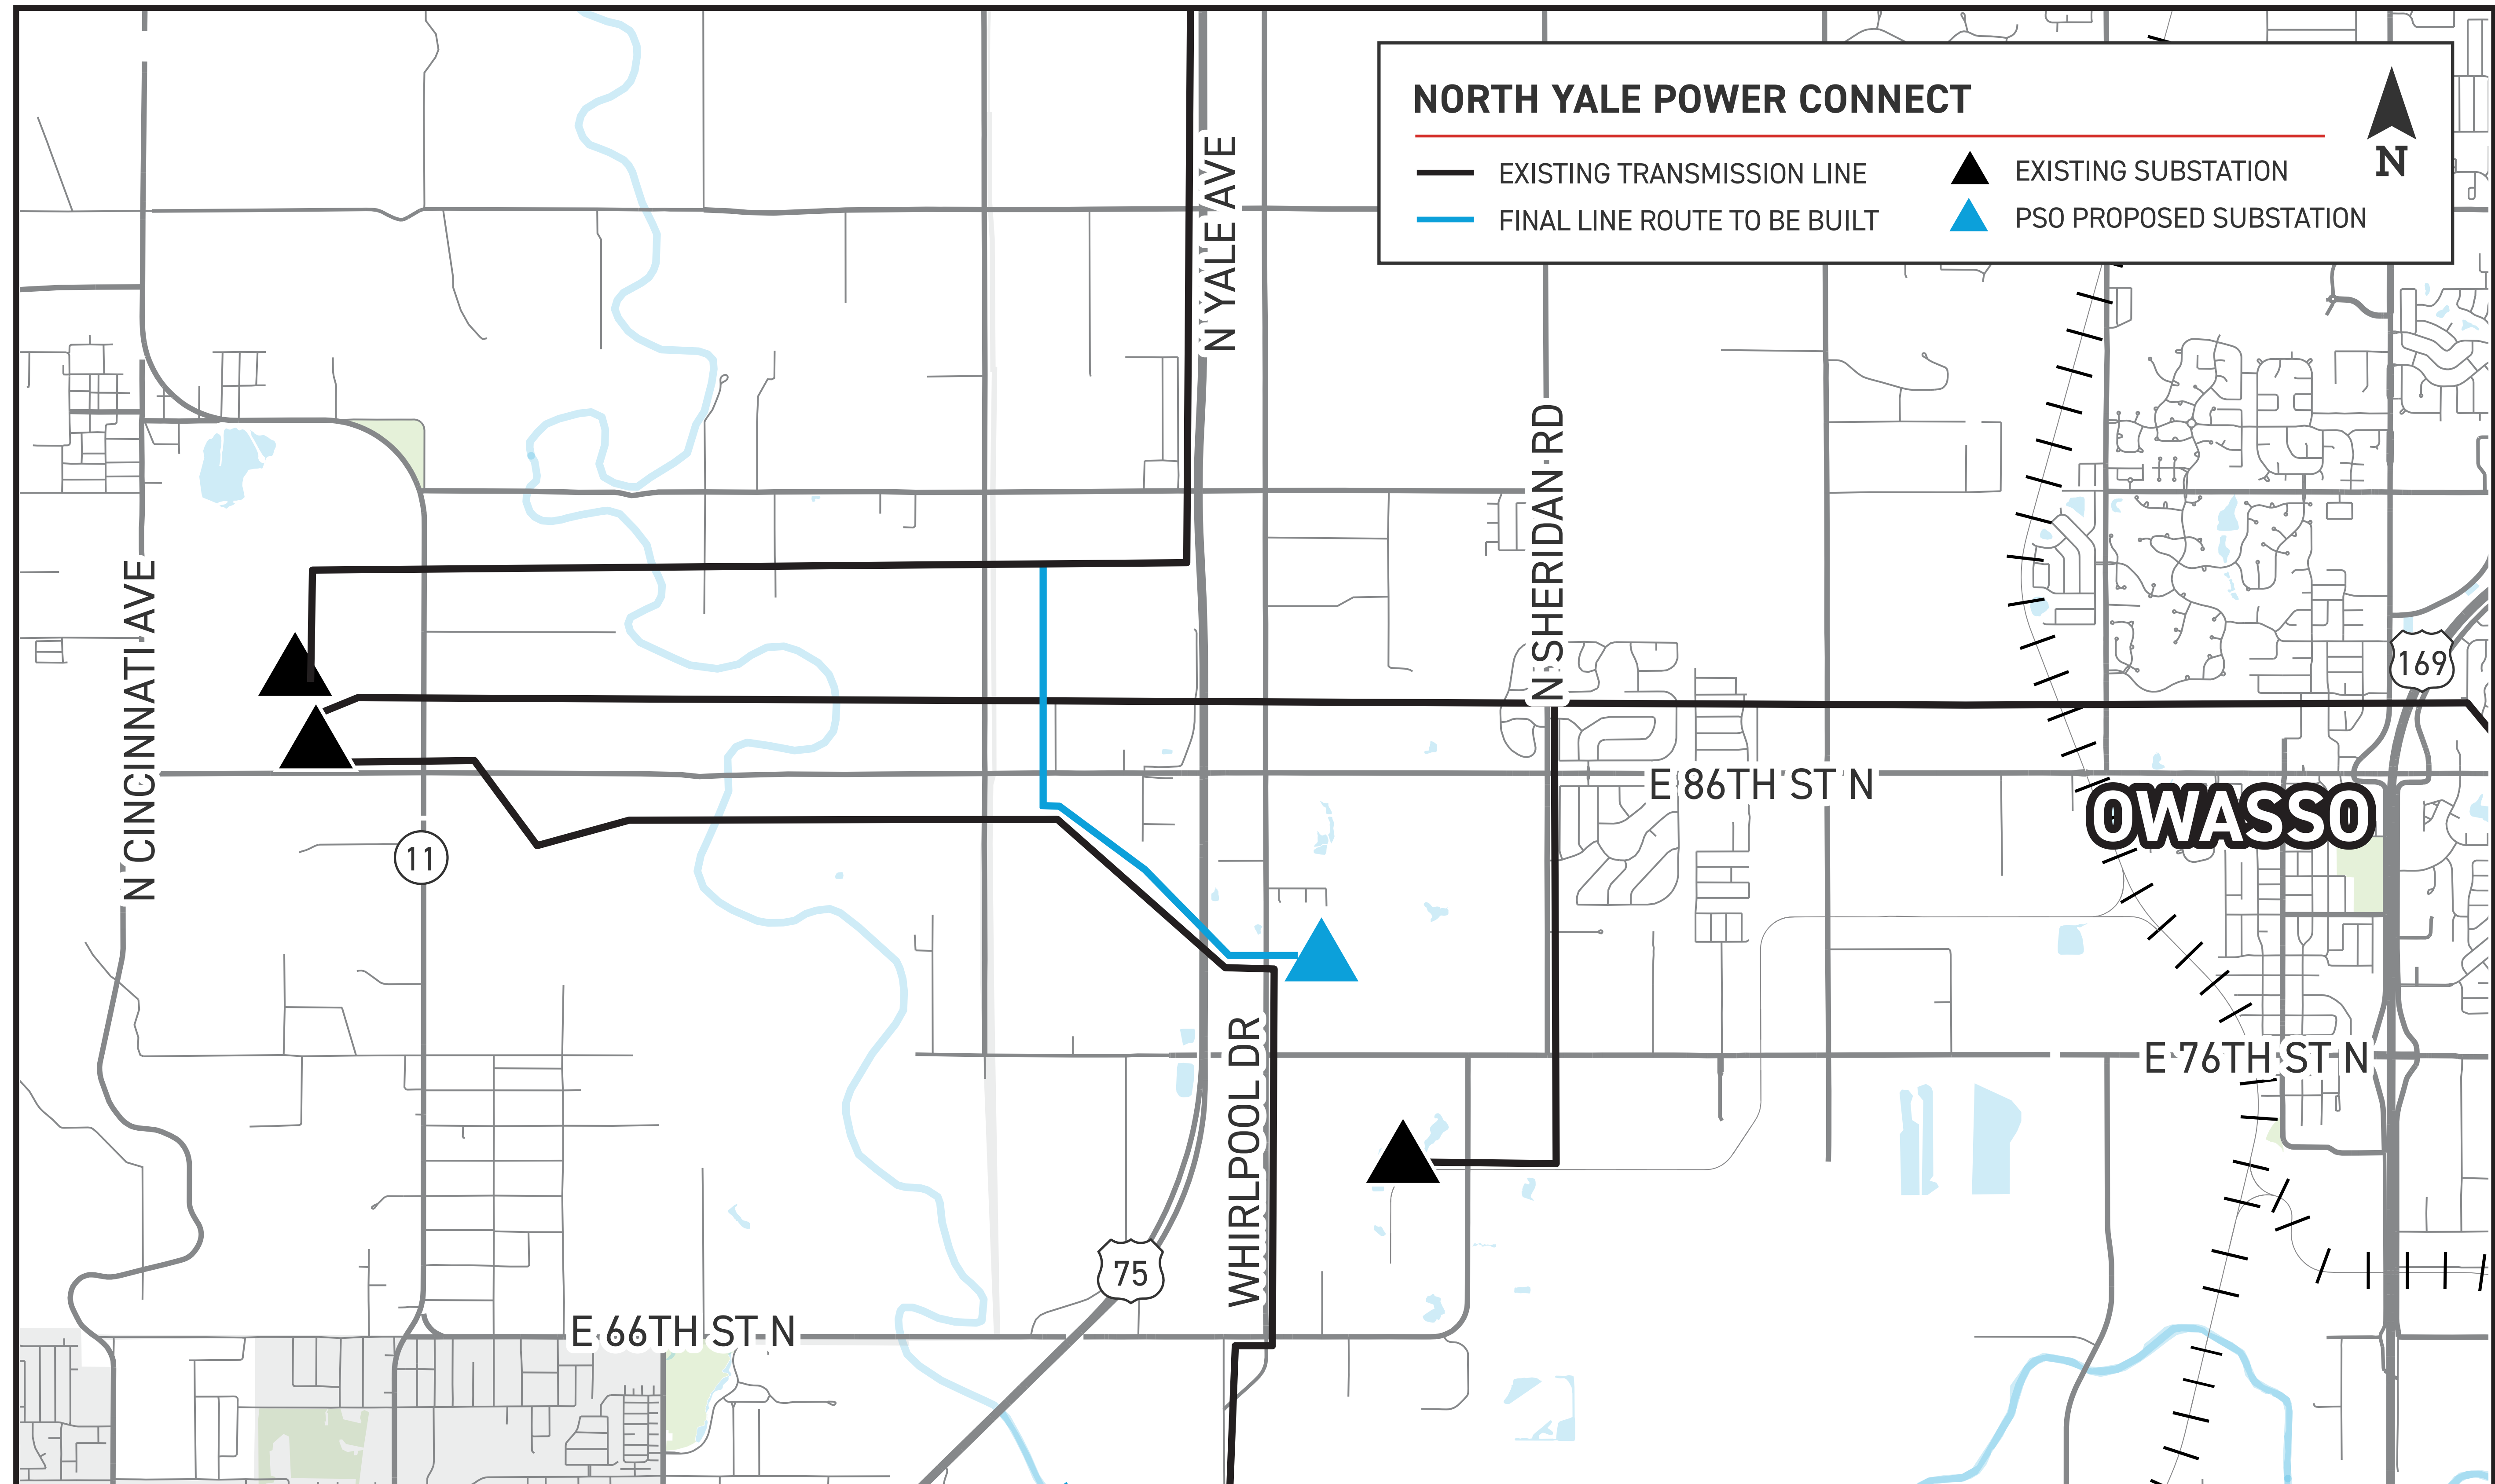 NORTH YALE POWER CONNECT
N
EXISTING TRANSMISSION LINE
EXISTING SUBSTATION
FINAL LINE ROUTE TO BE BUILT
PSO PROPOSED SUBSTATION
N YALE AVE
N SHERIDAN RD
N CINCINNATI AVE
169
E 86TH ST N
OWASSO
11
E 76TH ST N
WHIRLPOOL DR
75
E 66TH ST N